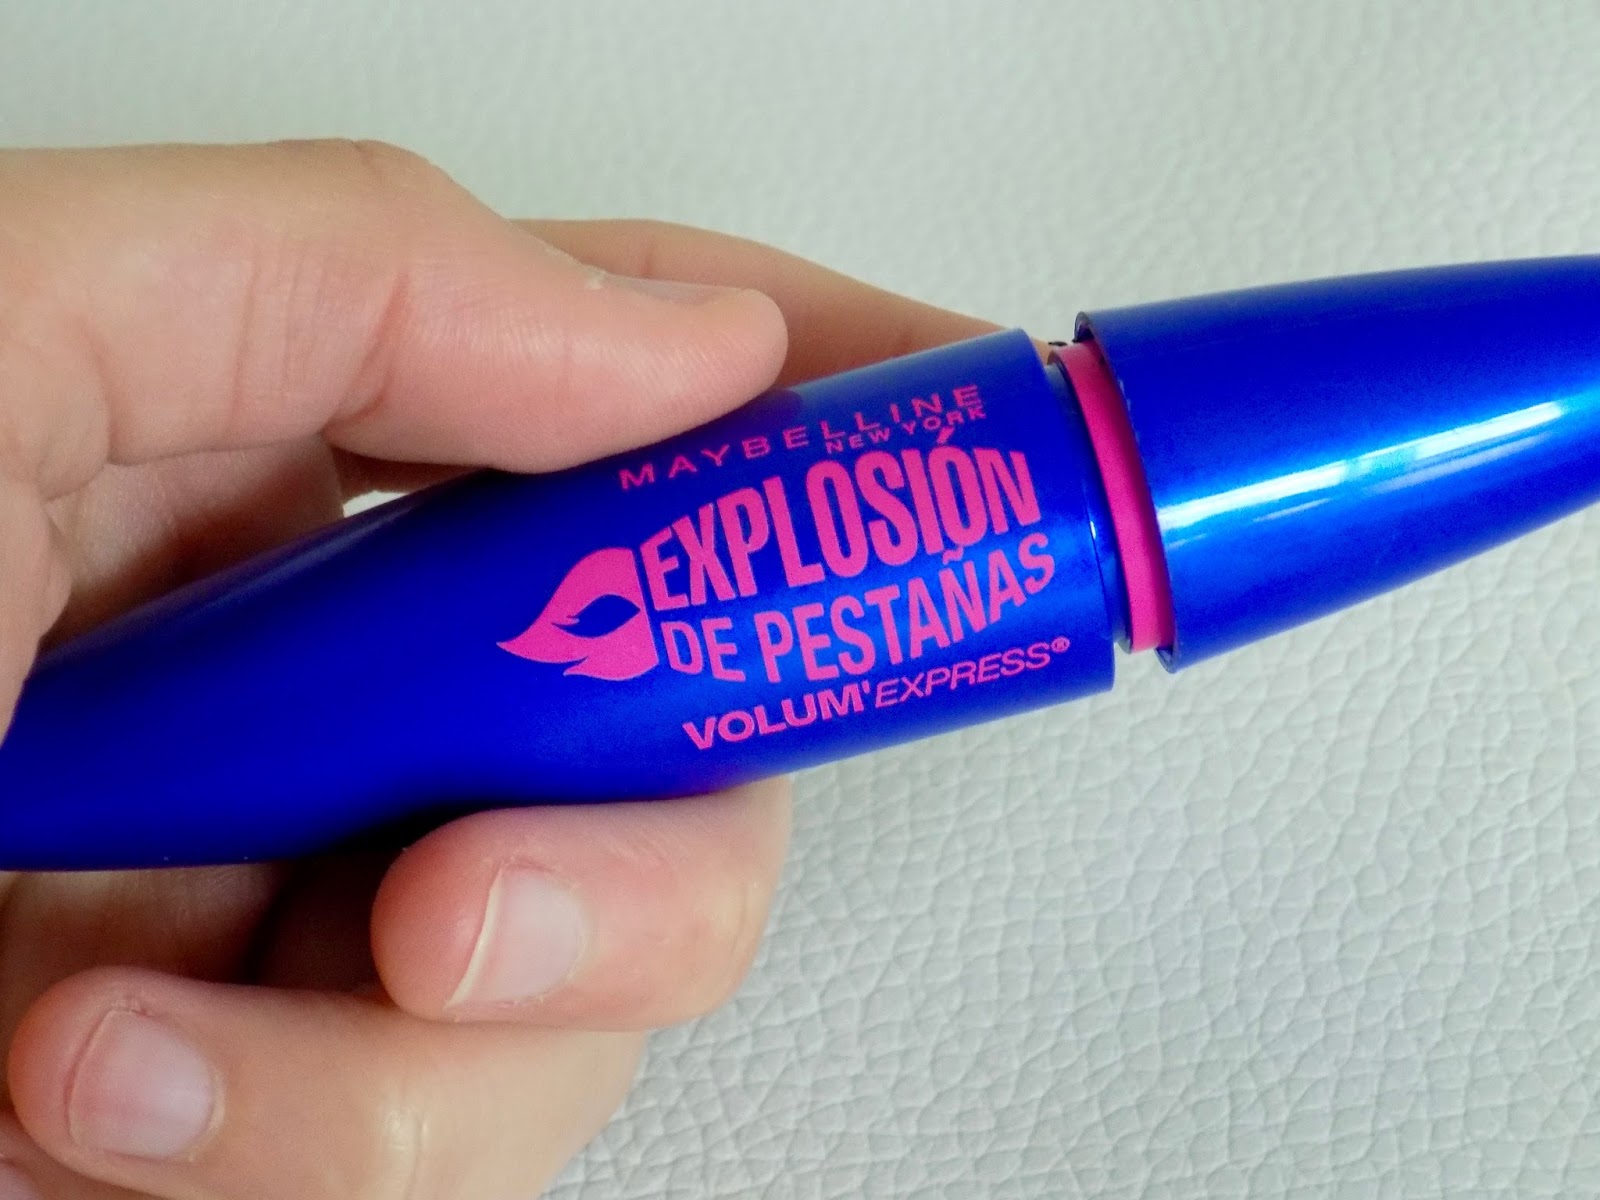 MAYBELLINE
NEW YORK
EXPLOSIÓN
DE PESTAÑAS
VOLUM'EXPRESS®